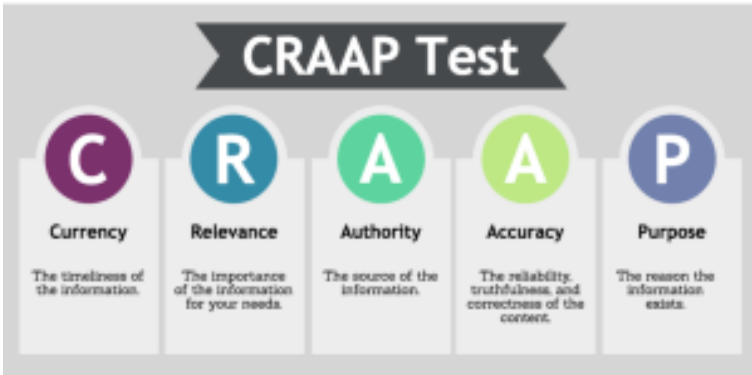 CRAAP Test
C
R
A
A
P
Currency
Relevance
Authority
Accuracy
Purpose
The timeliness of
the information.
The importance
of the information
for your needs.
The source of the
information.
The reliability,
truthfulness, and
correctness of the
content.
The reason the
information
exists.